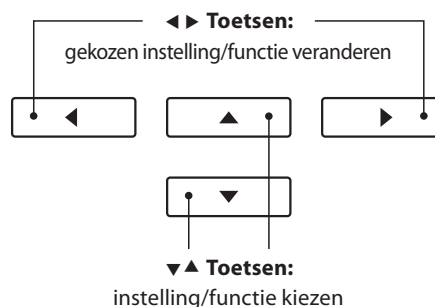 ◀ ▶ Toetsen:
gekozen instelling/functie veranderen
◀ ▲ ▶
▼
▼▲ Toetsen:
instelling/functie kiezen